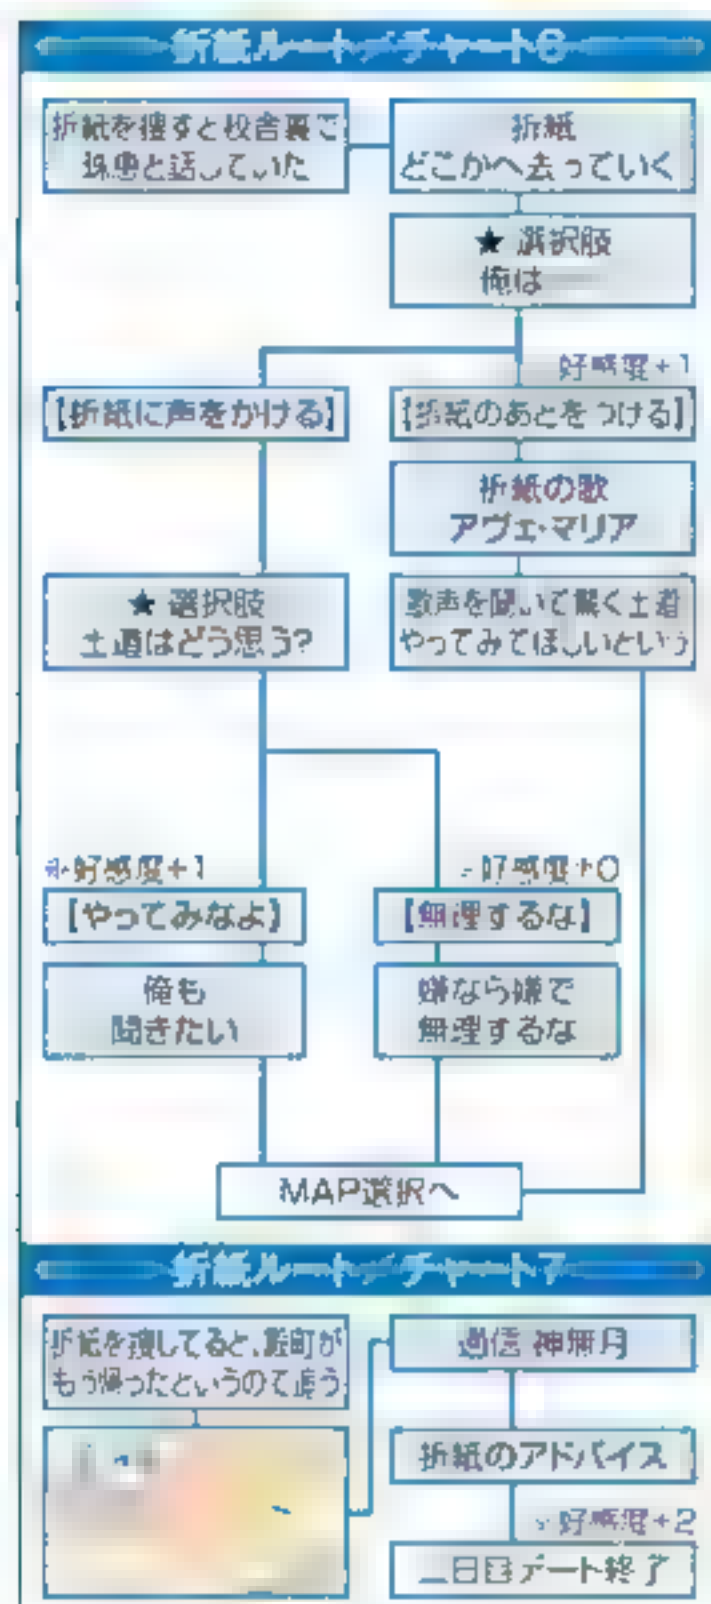 折紙ルート／チャート6
折紙を捜すと校舎裏で
珠恵と話していた
折紙
どこかへ去っていく
★ 選択肢
俺は――
好感度+1
【折紙に声をかける】
【折紙のあとをつける】
折紙の歌
アヴェ・マリア
★ 選択肢
士道はどう思う?
歌声を聞いて驚く士道
やってみてほしいという
好感度+1
【やってみなよ】
俺も
聞きたい
好感度+0
【無理するな】
嫌なら嫌で
無理するな
MAP選択へ
折紙ルート／チャート7
折紙を捜してると、殿町が
もう帰ったというので追う
通信 神無月
折紙のアドバイス
好感度+2
二日目デート終了